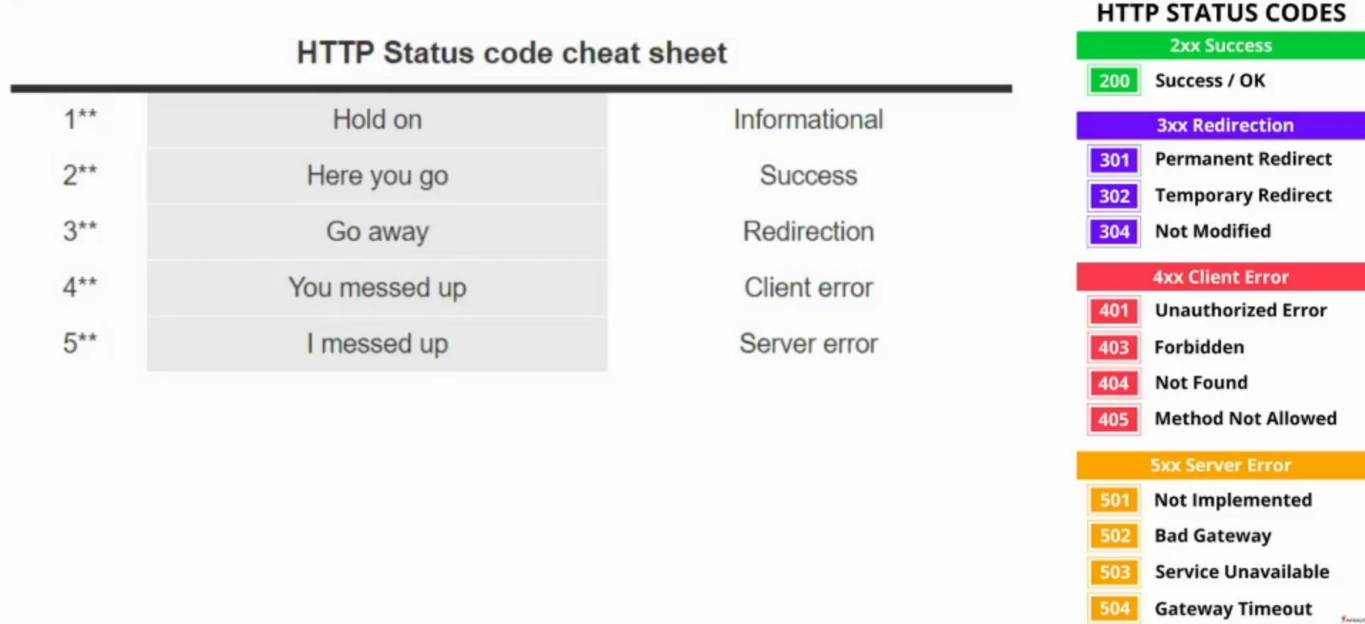 HTTP Status code cheat sheet
1** Hold on Informational
2** Here you go Success
3** Go away Redirection
4** You messed up Client error
5** I messed up Server error
HTTP STATUS CODES
2xx Success
200 Success / OK
3xx Redirection
301 Permanent Redirect
302 Temporary Redirect
304 Not Modified
4xx Client Error
401 Unauthorized Error
403 Forbidden
404 Not Found
405 Method Not Allowed
5xx Server Error
501 Not Implemented
502 Bad Gateway
503 Service Unavailable
504 Gateway Timeout